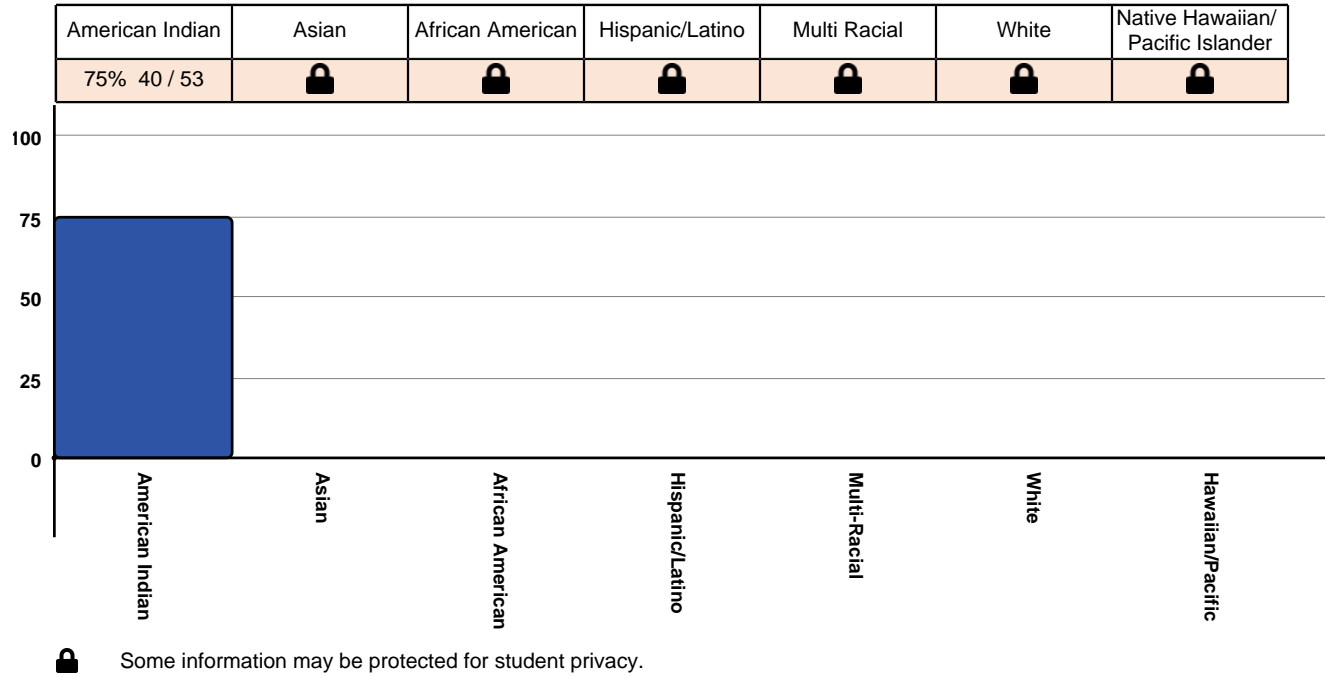 American Indian Asian African American Hispanic/Latino Multi Racial White Native Hawaiian/
Pacific Islander
75% 40 / 53
100
75
50
25
0
American Indian
Asian
African American
Hispanic/Latino
Multi-Racial
White
Hawaiian/Pacific
Some information may be protected for student privacy.